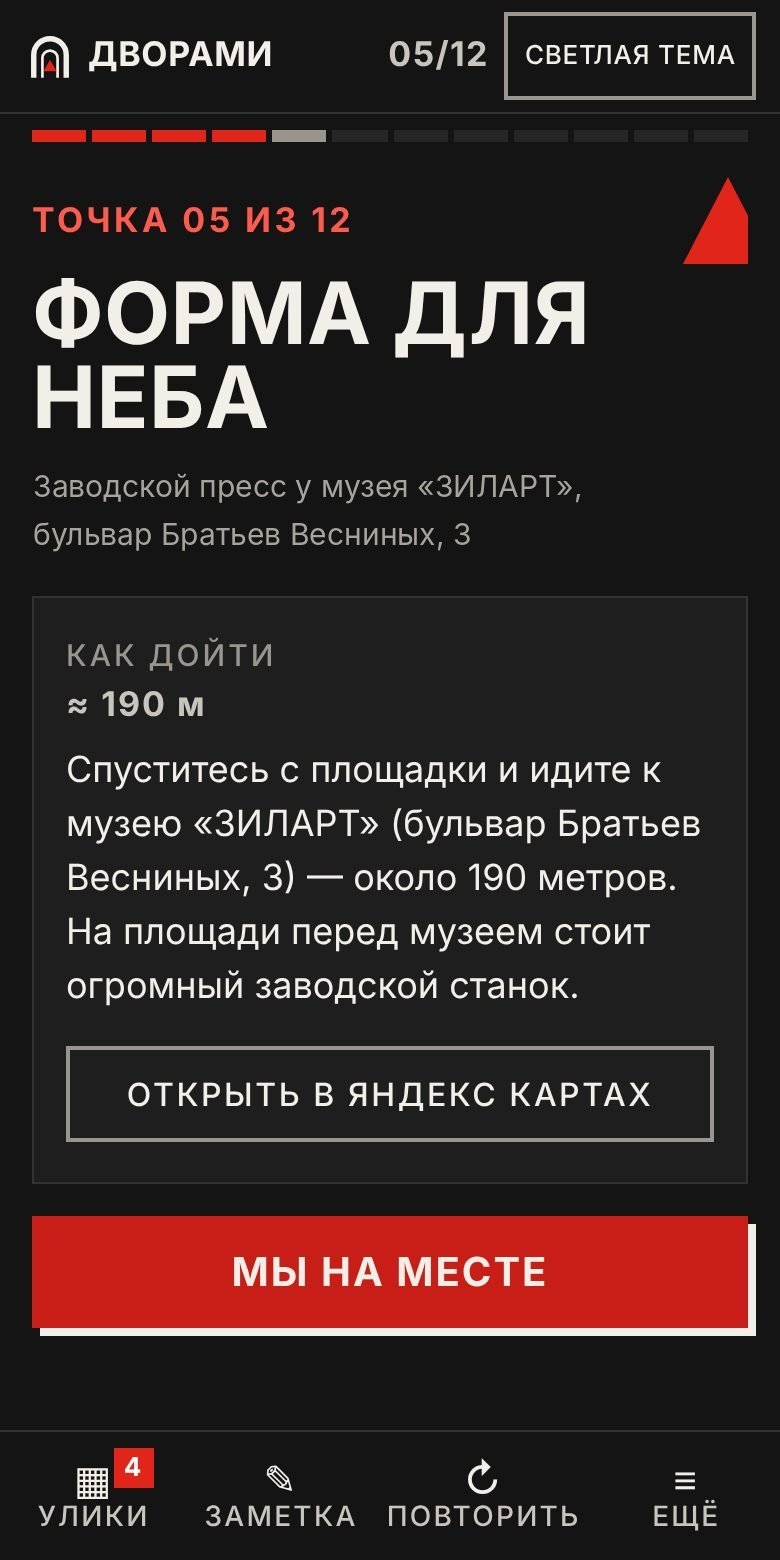 ДВОРАМИ
05/12
СВЕТЛАЯ ТЕМА
ТОЧКА 05 ИЗ 12
ФОРМА ДЛЯ
НЕБА
Заводской пресс у музея «ЗИЛАРТ»,
бульвар Братьев Весниных, 3
КАК ДОЙТИ
≈ 190 м
Спуститесь с площадки и идите к
музею «ЗИЛАРТ» (бульвар Братьев
Весниных, 3) — около 190 метров.
На площади перед музеем стоит
огромный заводской станок.
ОТКРЫТЬ В ЯНДЕКС КАРТАХ
МЫ НА МЕСТЕ
4
УЛИКИ
ЗАМЕТКА
ПОВТОРИТЬ
ЕЩЁ